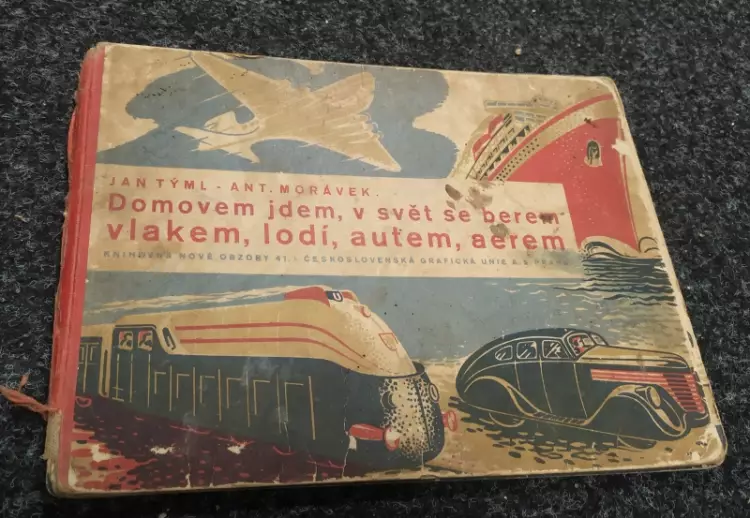 JAN TÝML - ANT. MORÁVEK.
Domovem jdem, v svět se berem
vlakem, lodí, auťem, aerem
KNIHOVNA NOVÉ OBZORY 41. ČESKOSLOVENSKÁ GRAFICKÁ UNIE A. S. PRAHA